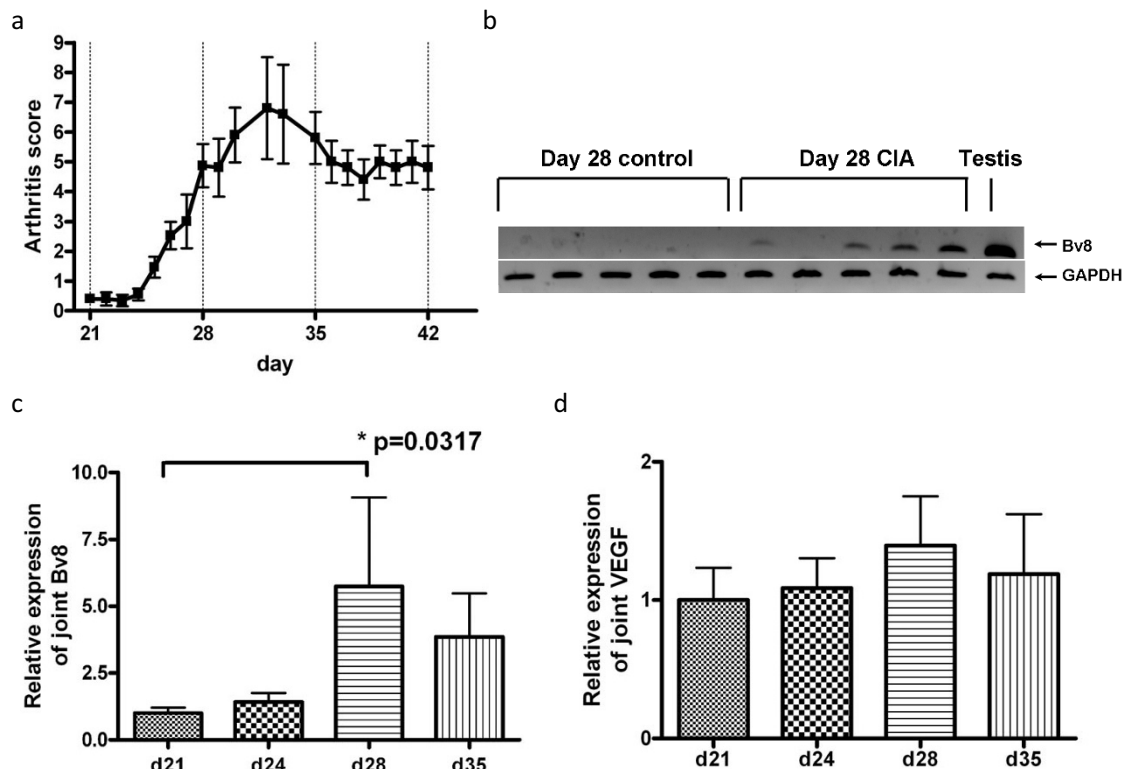 a
9
8
7
6
5
4
3
2
1
0
Arthritis score
21 28 35 42
day
b
Day 28 control Day 28 CIA Testis
Bv8
GAPDH
c
* p=0.0317
10.0
7.5
5.0
2.5
0.0
Relative expression
of joint Bv8
d21 d24 d28 d35
d
2
1
0
Relative expression
of joint VEGF
d21 d24 d28 d35